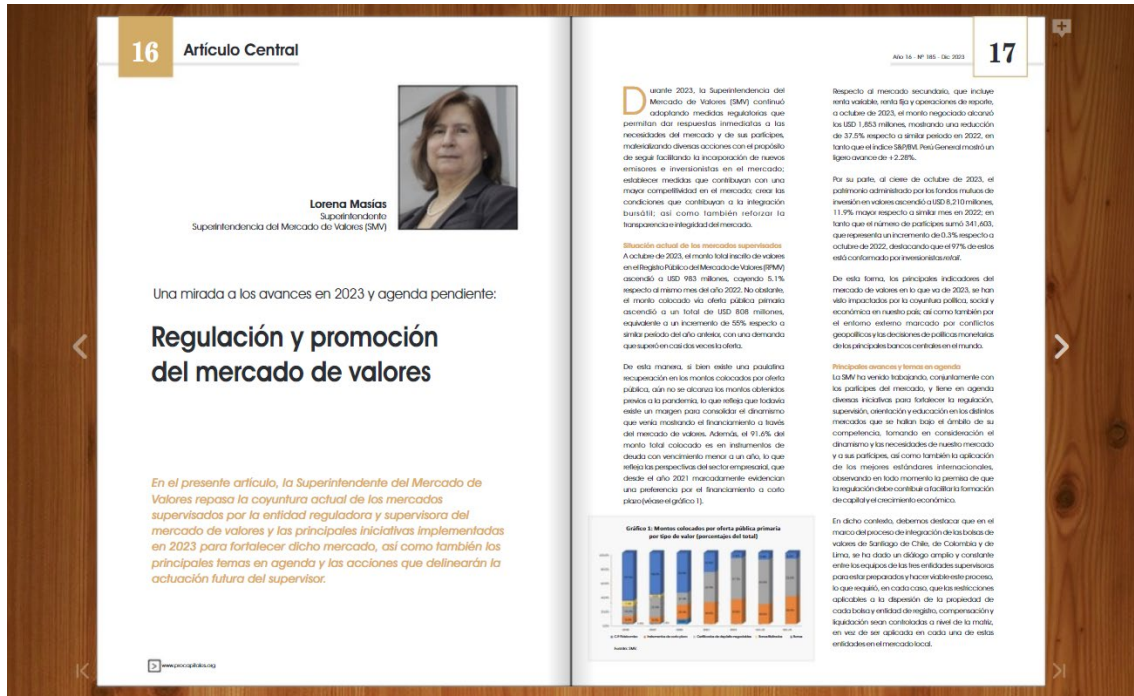 16
Artículo Central
Lorena Masías
Superintendente
Superintendencia del Mercado de Valores (SMV)
Una mirada a los avances en 2023 y agenda pendiente:
Regulación y promoción
del mercado de valores
En el presente artículo, la Superintendente del Mercado de
Valores repasa la coyuntura actual de los mercados
supervisados por la entidad reguladora y supervisora del
mercado de valores y las principales iniciativas implementadas
en 2023 para fortalecer dicho mercado, así como también los
principales temas en agenda y las acciones que delinearán la
actuación futura del supervisor.
www.procapitales.org
Año 16 - Nº 185 - Dic 2023
17
Durante 2023, la Superintendencia del
Mercado de Valores (SMV) continuó
adoptando medidas regulatorias que
permitan dar respuestas inmediatas a las
necesidades del mercado y de sus partícipes,
materializando diversas acciones con el propósito
de seguir facilitando la incorporación de nuevos
emisores e inversionistas en el mercado;
establecer medidas que contribuyan con una
mayor competitividad en el mercado; crear las
condiciones que contribuyan a la integración
bursátil; así como también reforzar la
transparencia e integridad del mercado.
Situación actual de los mercados supervisados
A octubre de 2023, el monto total inscrito de valores
en el Registro Público del Mercado de Valores (RPMV)
ascendió a USD 983 millones, cayendo 5.1%
respecto al mismo mes del año 2022. No obstante,
el monto colocado vía oferta pública primaria
ascendió a un total de USD 808 millones,
equivalente a un incremento de 55% respecto a
similar periodo del año anterior, con una demanda
que superó en casi dos veces la oferta.
De esta manera, si bien existe una paulatina
recuperación en los montos colocados por oferta
pública, aún no se alcanza los montos obtenidos
previos a la pandemia, lo que refleja que todavía
existe un margen para consolidar el dinamismo
que venía mostrando el financiamiento a través
del mercado de valores. Además, el 91.6% del
monto total colocado es en instrumentos de
deuda con vencimiento menor a un año, lo que
refleja las perspectivas del sector empresarial, que
desde el año 2021 marcadamente evidencian
una preferencia por el financiamiento a corto
plazo (véase el gráfico 1).
Gráfico 1: Montos colocados por oferta pública primaria
por tipo de valor (porcentajes del total)
Respecto al mercado secundario, que incluye
renta variable, renta fija y operaciones de reporte,
a octubre de 2023, el monto negociado alcanzó
los USD 1,853 millones, mostrando una reducción
de 37.5% respecto a similar periodo en 2022, en
tanto que el índice S&P/BVL Perú General mostró un
ligero avance de +2.28%.
Por su parte, al cierre de octubre de 2023, el
patrimonio administrado por los fondos mutuos de
inversión en valores ascendió a USD 8,210 millones,
11.9% mayor respecto a similar mes en 2022; en
tanto que el número de partícipes sumó 341,603,
que representa un incremento de 0.3% respecto a
octubre de 2022, destacando que el 97% de estos
está conformado por inversionistas retail.
De esta forma, los principales indicadores del
mercado de valores en lo que va de 2023, se han
visto impactados por la coyuntura política, social y
económica en nuestro país; así como también por
el entorno externo marcado por conflictos
geopolíticos y las decisiones de políticas monetarias
de los principales bancos centrales en el mundo.
Principales avances y temas en agenda
La SMV ha venido trabajando, conjuntamente con
los partícipes del mercado, y tiene en agenda
diversas iniciativas para fortalecer la regulación,
supervisión, orientación y educación en los distintos
mercados que se hallan bajo el ámbito de su
competencia, tomando en consideración el
dinamismo y las necesidades de nuestro mercado
y a sus partícipes, así como también la aplicación
de los mejores estándares internacionales,
observando en todo momento la premisa de que
la regulación debe contribuir a facilitar la formación
de capital y el crecimiento económico.
En dicho contexto, debemos destacar que en el
marco del proceso de integración de las bolsas de
valores de Santiago de Chile, de Colombia y de
Lima, se ha dado un diálogo amplio y constante
entre los equipos de las tres entidades supervisoras
para estar preparados y hacer viable este proceso,
lo que requirió, en cada caso, que las restricciones
aplicables a la dispersión de la propiedad de
cada bolsa y entidad de registro, compensación y
liquidación sean controladas a nivel de la matriz,
en vez de ser aplicada en cada una de estas
entidades en el mercado local.